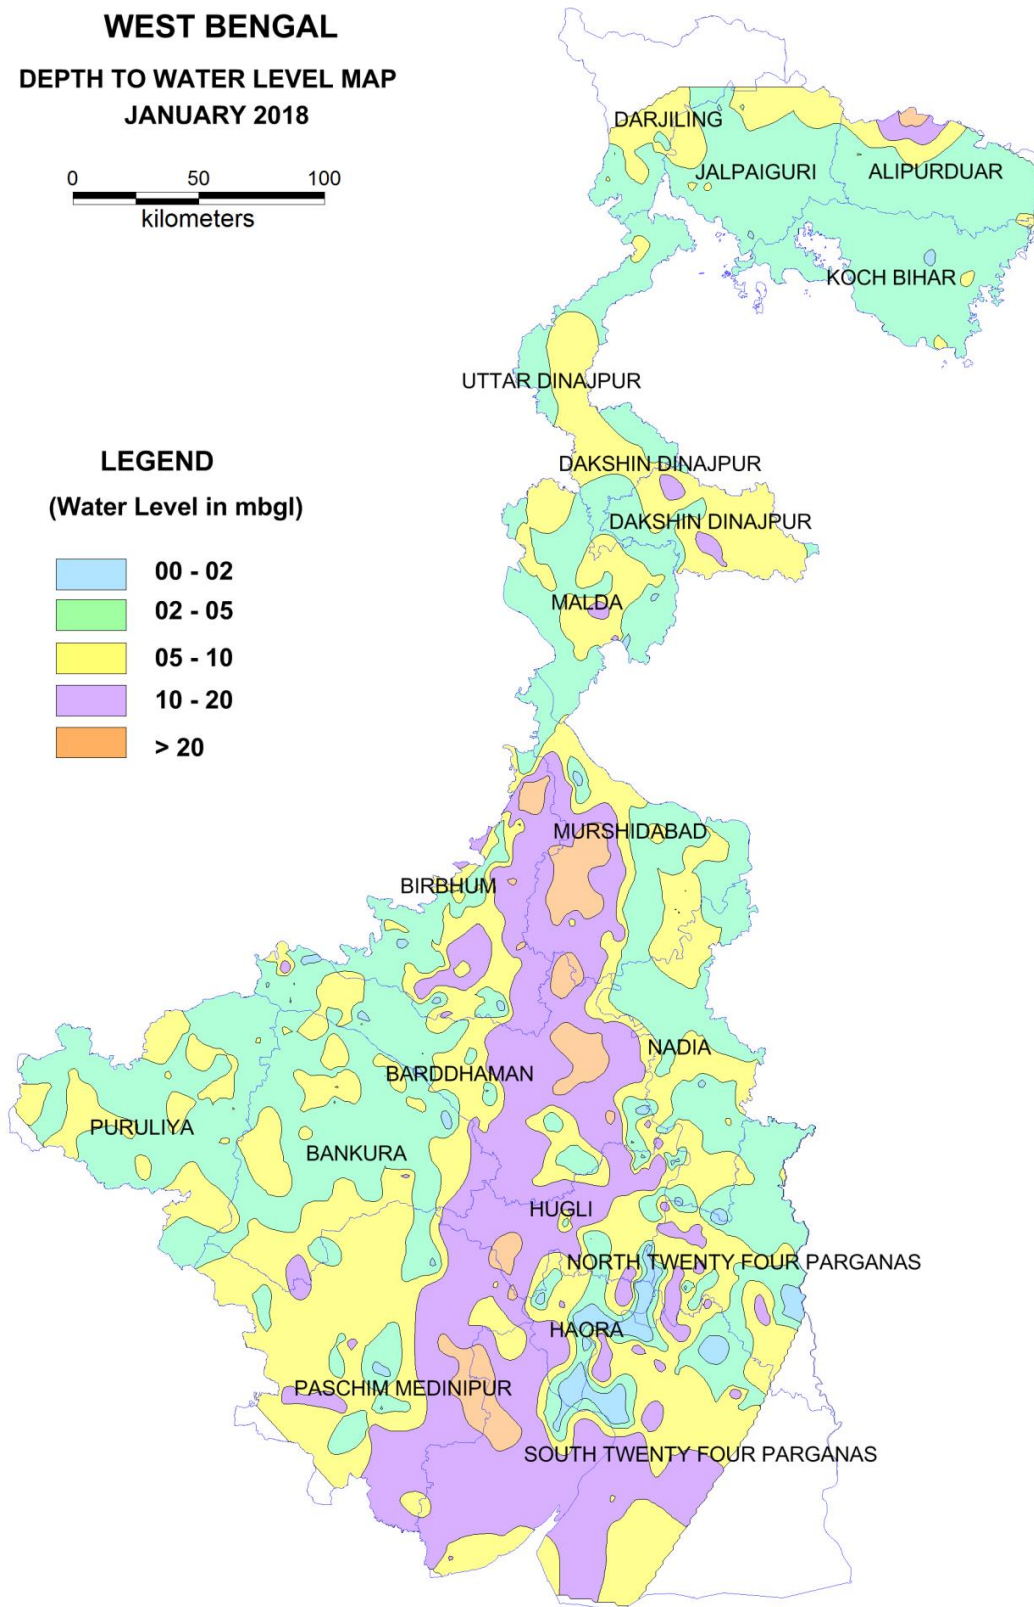 WEST BENGAL
DEPTH TO WATER LEVEL MAP
JANUARY 2018
0 50 100
kilometers
DARJILING
JALPAIGURI
ALIPURDUAR
KOCH BIHAR
UTTAR DINAJPUR
LEGEND
(Water Level in mbgl)
00 - 02
02 - 05
05 - 10
10 - 20
> 20
DAKSHIN DINAJPUR
DAKSHIN DINAJPUR
MALDA
MURSHIDABAD
BIRBHUM
NADIA
BARDDHAMAN
PURULIYA
BANKURA
HUGLI
NORTH TWENTY FOUR PARGANAS
HAORA
PASCHIM MEDINIPUR
SOUTH TWENTY FOUR PARGANAS